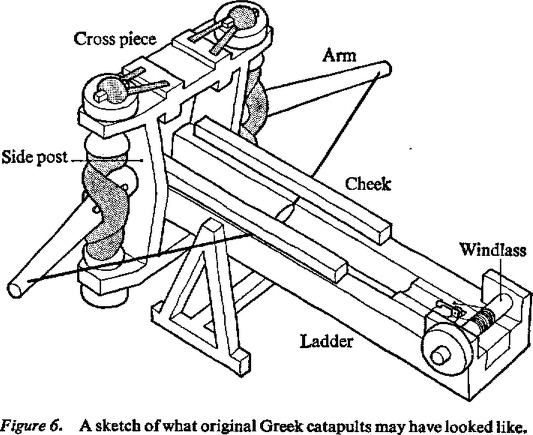 Cross piece
Arm
Side post
Cheek
Windlass
Ladder
Figure 6. A sketch of what original Greek catapults may have looked like.